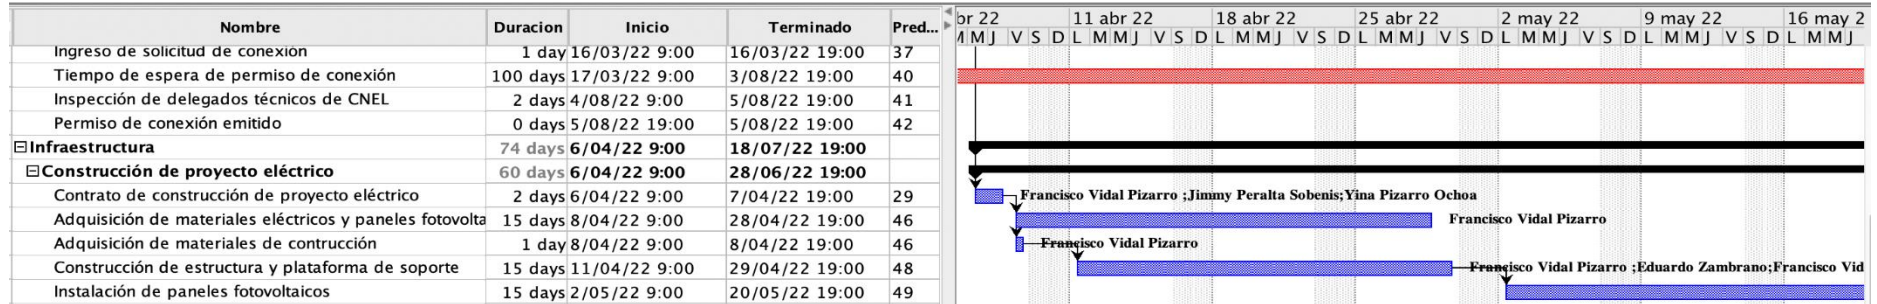 Nombre Duracion Inicio Terminado Pred... br 22 11 abr 22 18 abr 22 25 abr 22 2 may 22 9 may 22 16 may 2
M J V S D L M M J V S D L M M J V S D L M M J V S D L M M J V S D L M M J V S D L M M J
Ingreso de solicitud de conexión 1 day 16/03/22 9:00 16/03/22 19:00 37
Tiempo de espera de permiso de conexión 100 days 17/03/22 9:00 3/08/22 19:00 40
Inspección de delegados técnicos de CNEL 2 days 4/08/22 9:00 5/08/22 19:00 41
Permiso de conexión emitido 0 days 5/08/22 19:00 5/08/22 19:00 42
Infraestructura 74 days 6/04/22 9:00 18/07/22 19:00
Construcción de proyecto eléctrico 60 days 6/04/22 9:00 28/06/22 19:00
Contrato de construcción de proyecto eléctrico 2 days 6/04/22 9:00 7/04/22 19:00 29 Francisco Vidal Pizarro ;Jimmy Peralta Sobenis;Yina Pizarro Ochoa
Adquisición de materiales eléctricos y paneles fotovolta 15 days 8/04/22 9:00 28/04/22 19:00 46 Francisco Vidal Pizarro
Adquisición de materiales de contrucción 1 day 8/04/22 9:00 8/04/22 19:00 46 Francisco Vidal Pizarro
Construcción de estructura y plataforma de soporte 15 days 11/04/22 9:00 29/04/22 19:00 48 Francisco Vidal Pizarro ;Eduardo Zambrano;Francisco Vid
Instalación de paneles fotovoltaicos 15 days 2/05/22 9:00 20/05/22 19:00 49